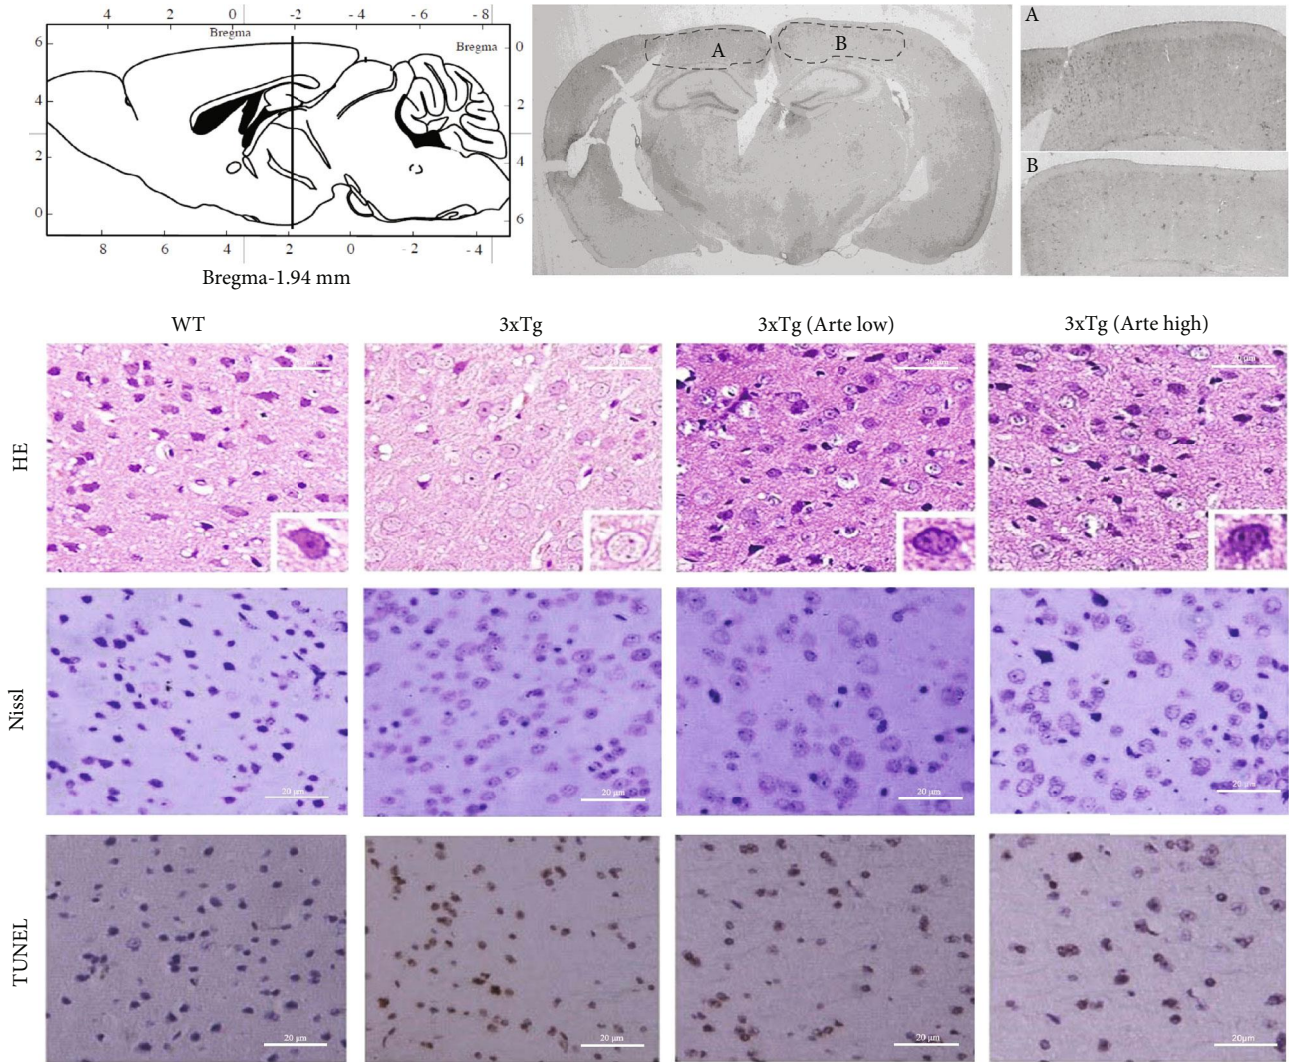 4 2 0 -2 -4 -6 -8
Bregma
Bregma
6
4
2
0
0
2
4
6
8 6 4 2 0 -2 -4
Bregma-1.94 mm
A B
A
B
WT 3xTg 3xTg (Arte low) 3xTg (Arte high)
HE
Nissl
20 μm 20 μm 20 μm 20 μm
TUNEL
20 μm 20 μm 20 μm 20μm